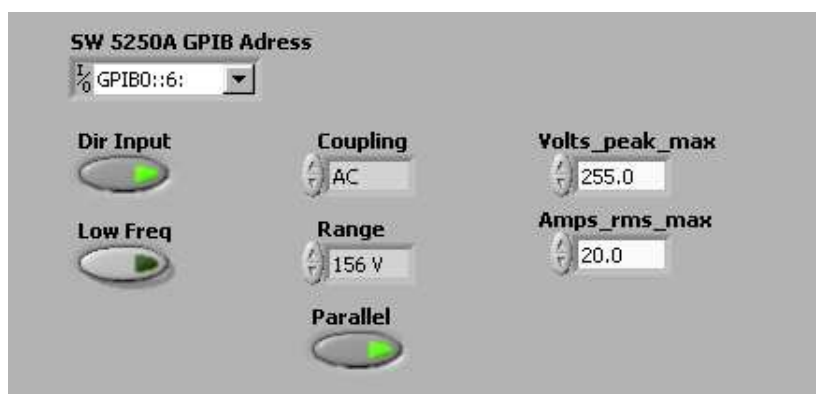 SW 5250A GPIB Adress
I/O GPIB0::6:
Dir Input Coupling Volts_peak_max
AC 255.0
Low Freq Range Amps_rms_max
156 V 20.0
Parallel